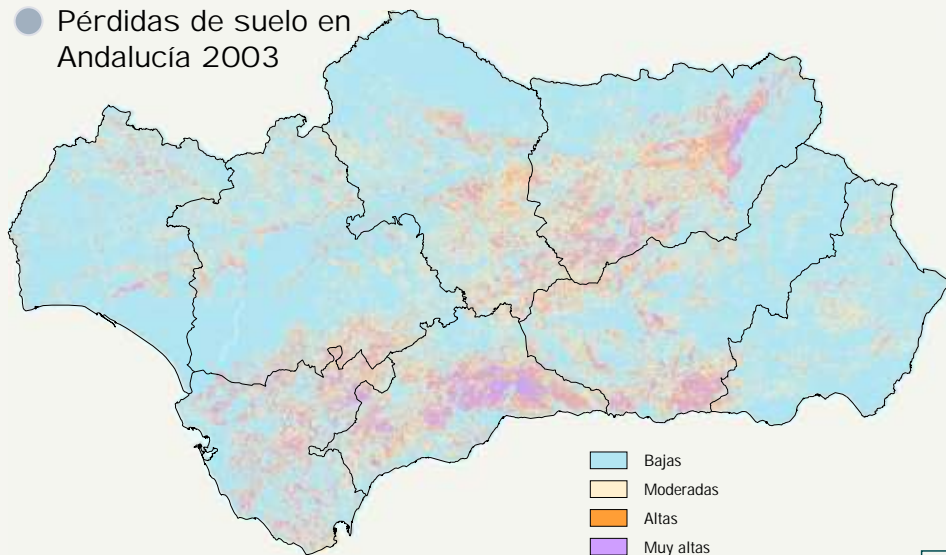 Pérdidas de suelo en
Andalucía 2003
Bajas
Moderadas
Altas
Muy altas